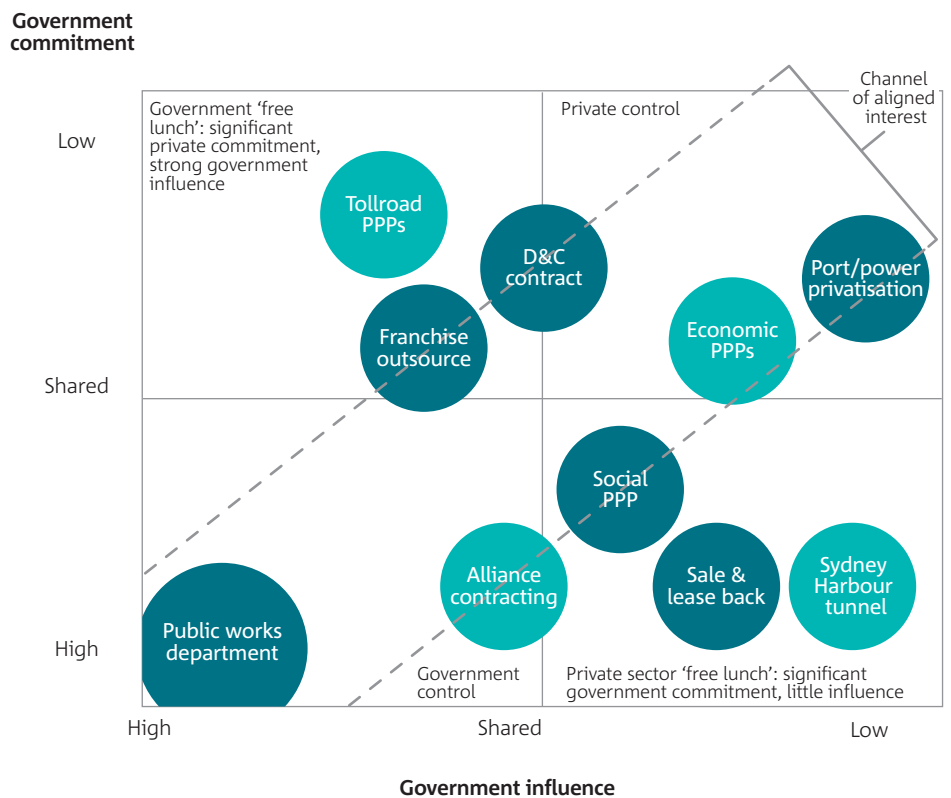 Government
commitment
Channel
of aligned
interest
Government ‘free
lunch’: significant
private commitment,
strong government
influence
Private control
Low
Tollroad
PPPs
D&C
contract
Port/power
privatisation
Franchise
outsource
Economic
PPPs
Shared
Social
PPP
Alliance
contracting
Sale &
lease back
Sydney
Harbour
tunnel
Public works
department
High
Government
control
Private sector ‘free lunch’: significant
government commitment, little influence
High
Shared
Low
Government influence